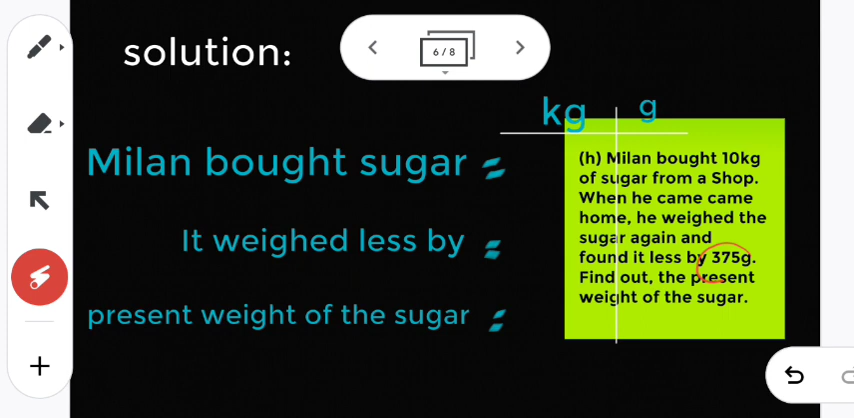 solution:
6 / 8
kg g
Milan bought sugar =
It weighed less by =
present weight of the sugar =
(h) Milan bought 10kg
of sugar from a Shop.
When he came came
home, he weighed the
sugar again and
found it less by 375g.
Find out, the present
weight of the sugar.